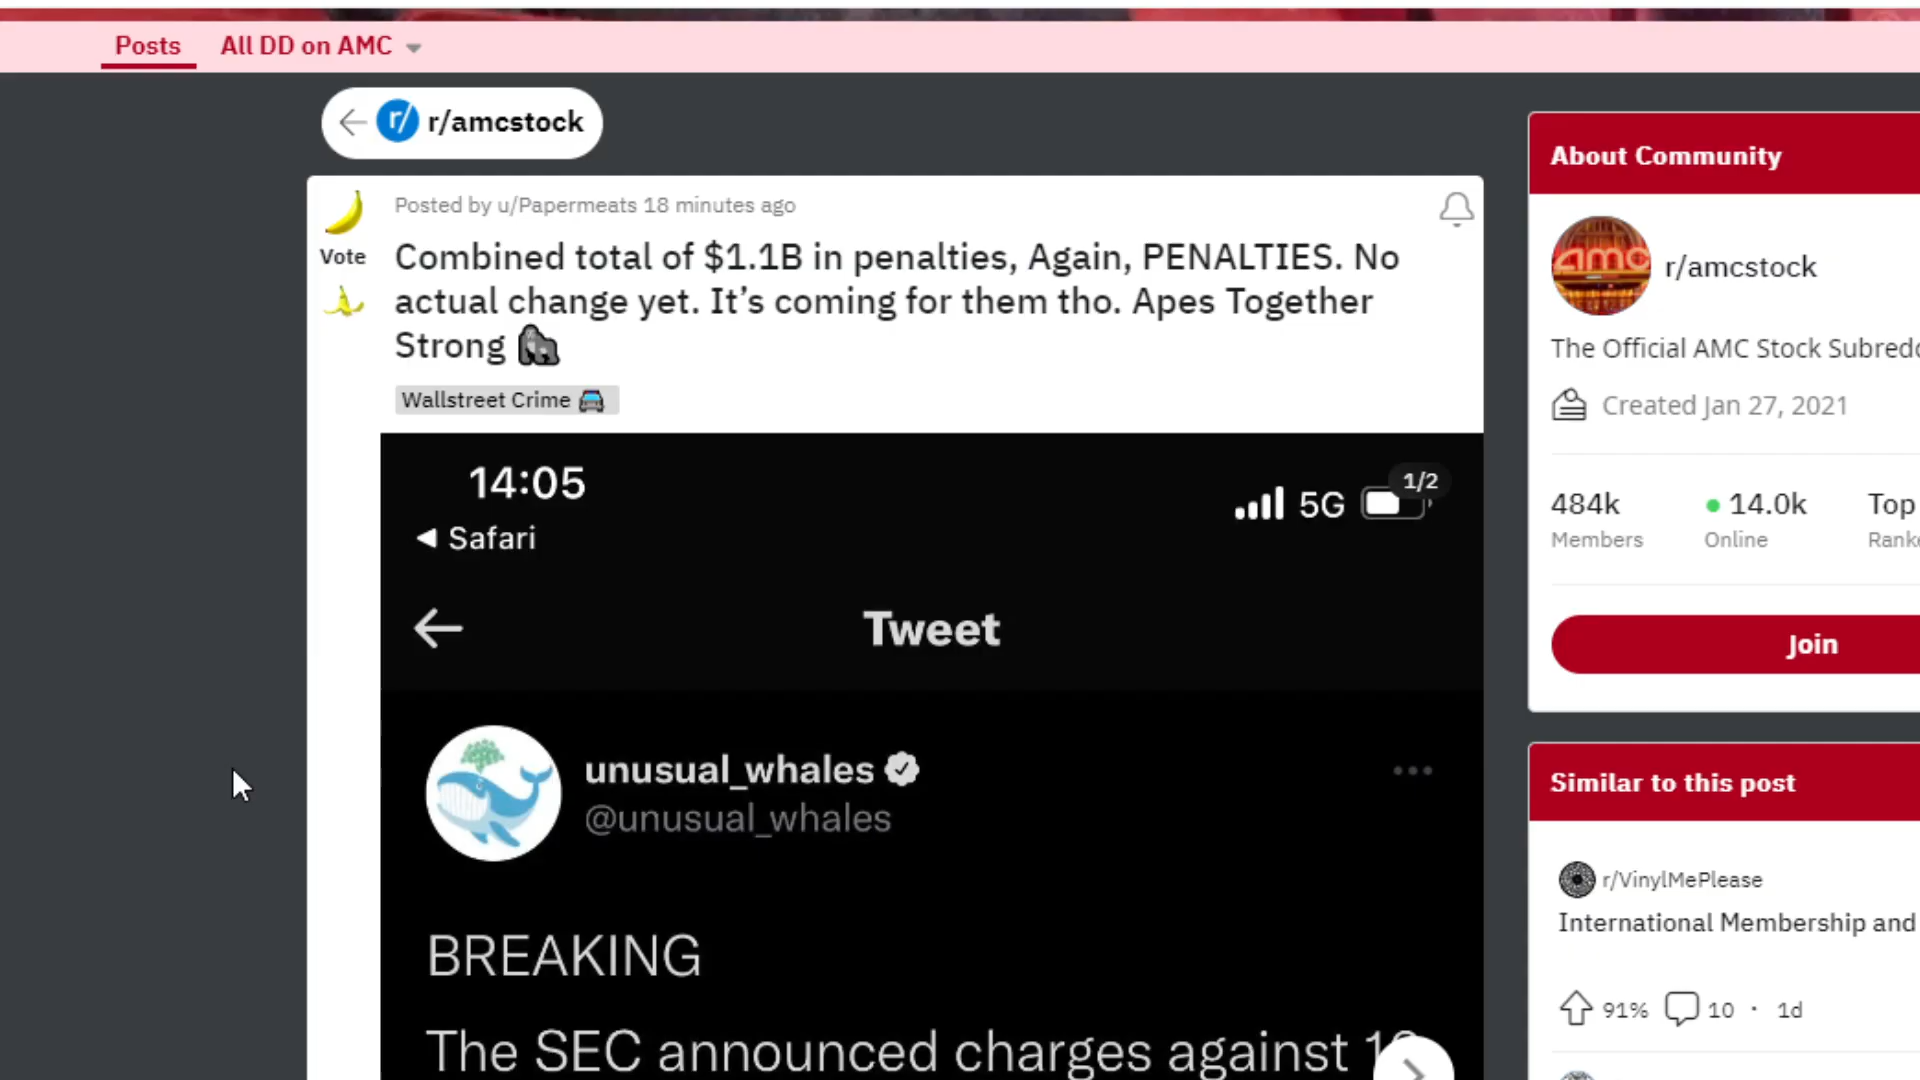 Posts All DD on AMC
r/ r/amcstock
Posted by u/Papermeats 18 minutes ago
Vote
Combined total of $1.1B in penalties, Again, PENALTIES. No
actual change yet. It’s coming for them tho. Apes Together
Strong 🦍
Wallstreet Crime 🚔
14:05
1/2
5G
◀ Safari
Tweet
unusual_whales
@unusual_whales
BREAKING
The SEC announced charges against
About Community
amc
r/amcstock
The Official AMC Stock
Created Jan 27, 2021
484k 14.0k Top
Members Online
Join
Similar to this post
r/VinylMePlease
International Membership and
91% 10 · 1d